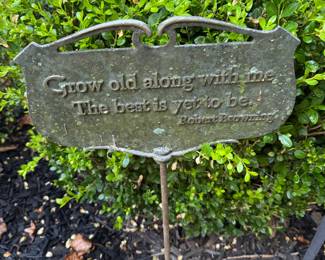 Grow old along with me
The best is yet to be.
Robert Browning